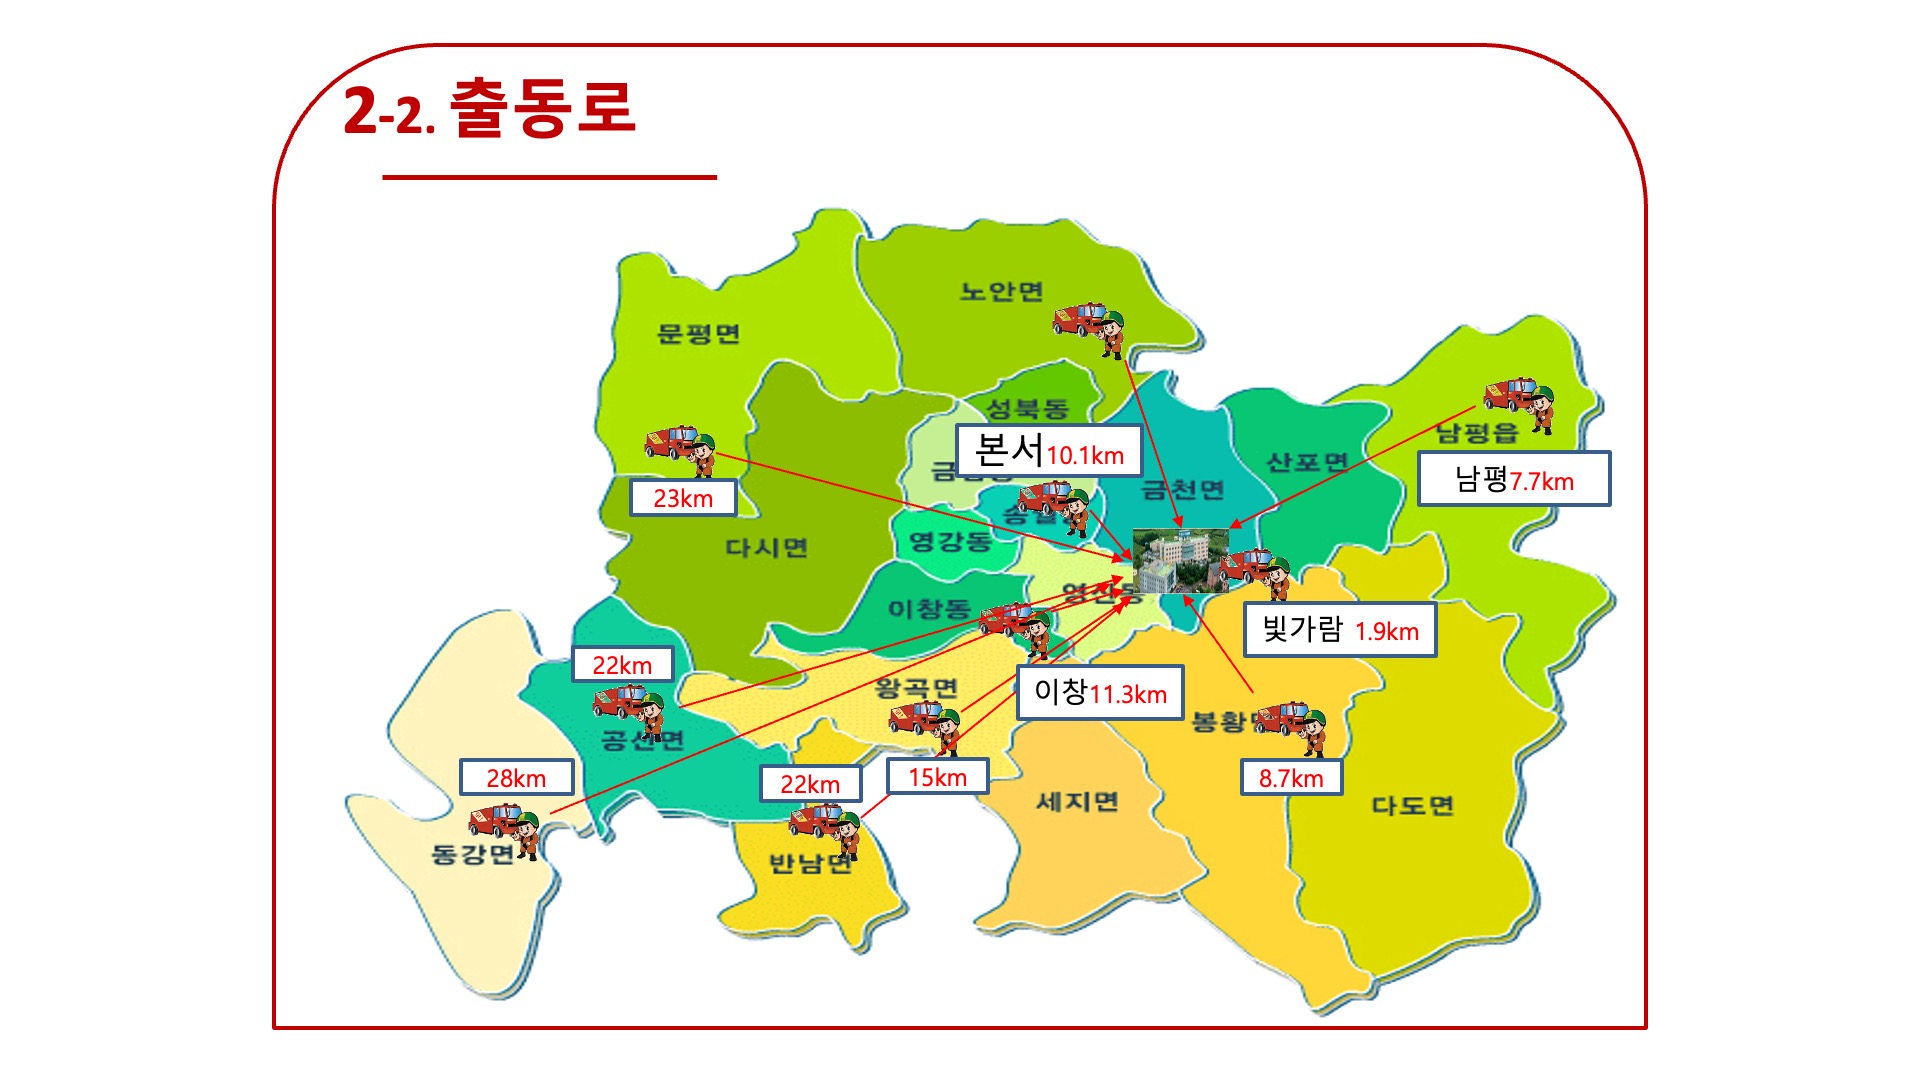 2-2. 출동로
노안면
문평면
성북동
남평읍
본서10.1km
산포면
남평7.7km
금천면
23km
영강동
다시면
이창동
빛가람 1.9km
22km
왕곡면
이창11.3km
공산면
28km
22km
15km
8.7km
세지면
다도면
동강면
반남면